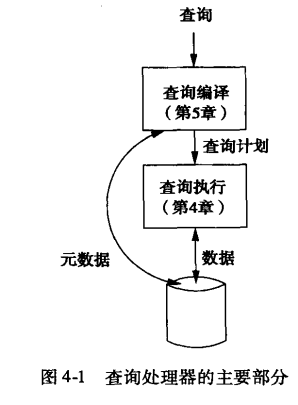 查询
查询编译
（第5章）
查询计划
查询执行
（第4章）
元数据
数据
图 4-1 查询处理器的主要部分